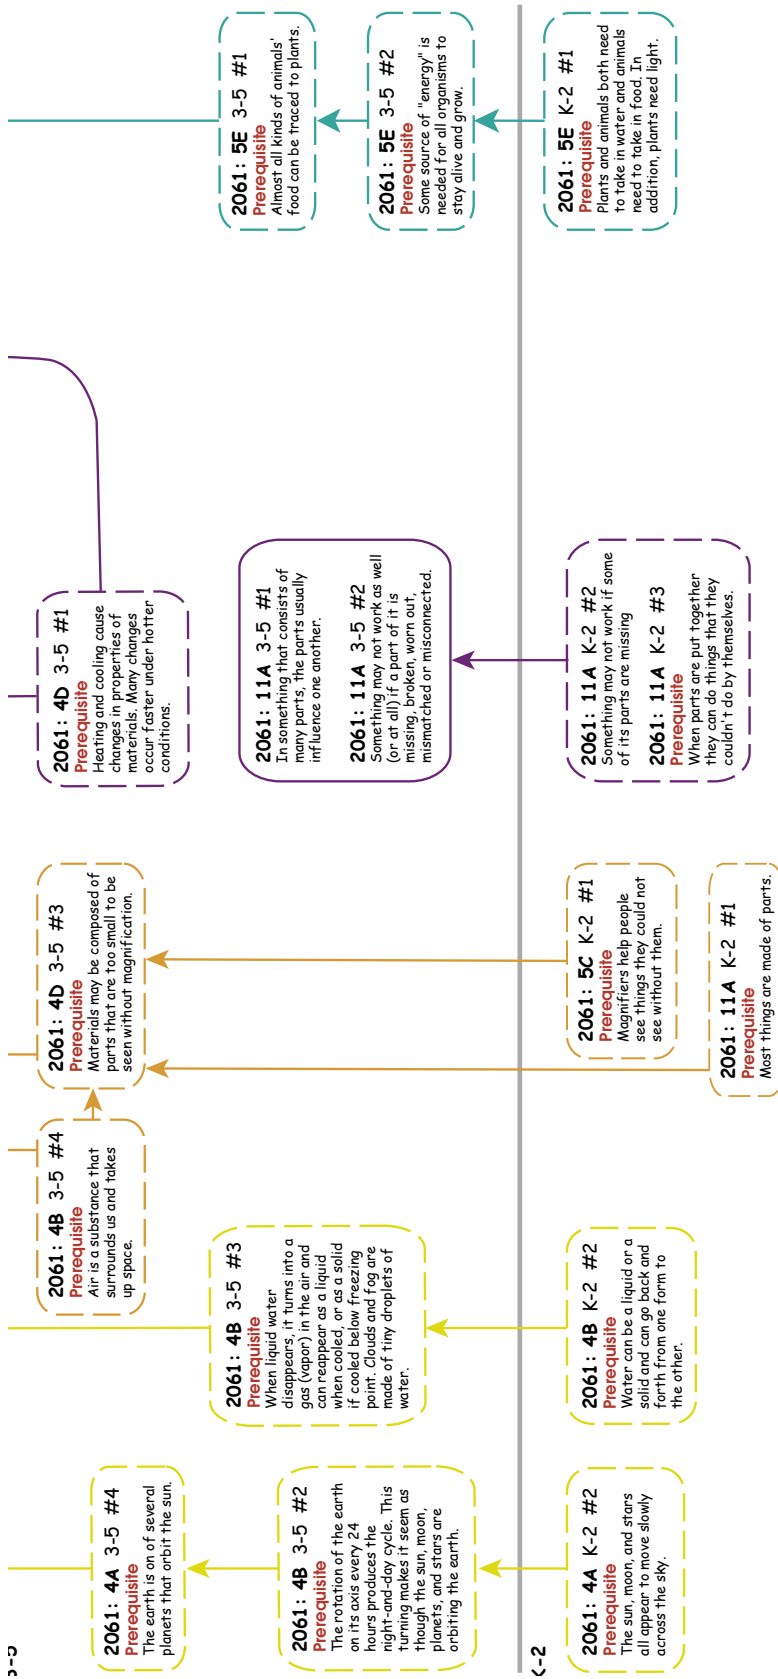 3-5
2061: 4A 3-5 #4
Prerequisite
The earth is on of several
planets that orbit the sun.
2061: 4B 3-5 #2
Prerequisite
The rotation of the earth
on its axis every 24
hours produces the
night-and-day cycle. This
turning makes it seem as
though the sun, moon,
planets, and stars are
orbiting the earth.
2061: 4B 3-5 #4
Prerequisite
Air is a substance that
surrounds us and takes
up space.
2061: 4B 3-5 #3
Prerequisite
When liquid water
disappears, it turns into a
gas (vapor) in the air and
can reappear as a liquid
when cooled, or as a solid
if cooled below freezing
point. Clouds and fog are
made of tiny droplets of
water.
2061: 4D 3-5 #3
Prerequisite
Materials may be composed of
parts that are too small to be
seen without magnification.
2061: 4D 3-5 #1
Prerequisite
Heating and cooling cause
changes in properties of
materials. Many changes
occur faster under hotter
conditions.
2061: 11A 3-5 #1
In something that consists of
many parts, the parts usually
influence one another.
2061: 11A 3-5 #2
Something may not work as well
(or at all) if a part of it is
missing, broken, worn out,
mismatched or misconnected.
2061: 5E 3-5 #1
Prerequisite
Almost all kinds of animals'
food can be traced to plants.
2061: 5E 3-5 #2
Prerequisite
Some source of "energy" is
needed for all organisms to
stay alive and grow.
K-2
2061: 4A K-2 #2
Prerequisite
The sun, moon, and stars
all appear to move slowly
across the sky.
2061: 4B K-2 #2
Prerequisite
Water can be a liquid or a
solid and can go back and
forth from one form to
the other.
2061: 5C K-2 #1
Prerequisite
Magnifiers help people
see things they could not
see without them.
2061: 11A K-2 #1
Prerequisite
Most things are made of parts.
2061: 11A K-2 #2
Something may not work if some
of its parts are missing
2061: 11A K-2 #3
Prerequisite
When parts are put together
they can do things that they
couldn't do by themselves.
2061: 5E K-2 #1
Prerequisite
Plants and animals both need
to take in water and animals
need to take in food. In
addition, plants need light.